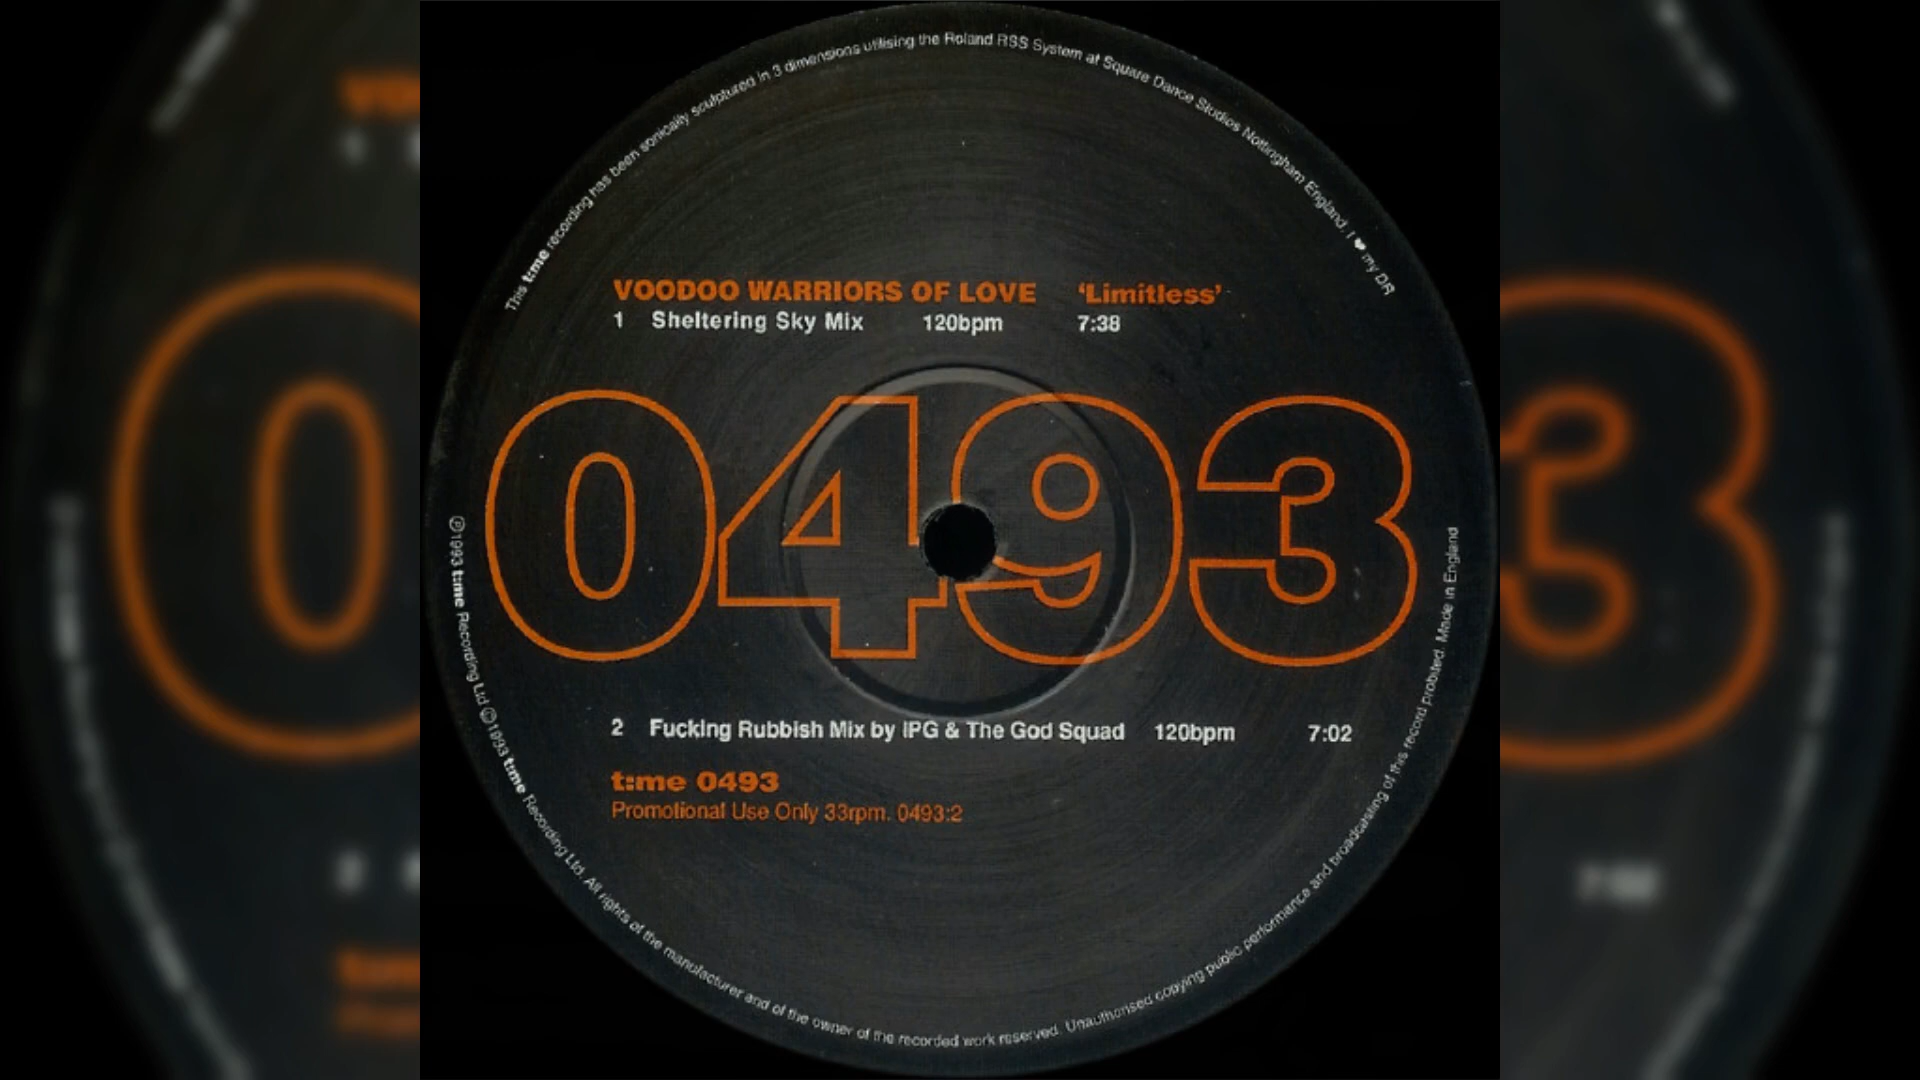 This t:me recording has been sonically sculptured in 3 dimensions utilising the Roland RSS System at Square Dance Studios Nottingham England. I ❤ my DR
VOODOO WARRIORS OF LOVE 'Limitless'
1 Sheltering Sky Mix 120bpm 7:38
0493
2 Fucking Rubbish Mix by IPG & The God Squad 120bpm 7:02
t:me 0493
Promotional Use Only 33rpm. 0493:2
℗1993 t:me Recording Ltd ©1993 t:me Recording Ltd. All rights of the manufacturer and of the owner of the recorded work reserved. Unauthorised copying public performance and broadcasting of this record probited. Made in England